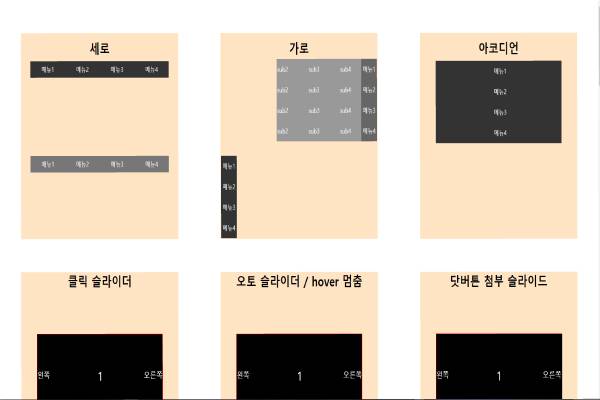 세로
메뉴1 메뉴2 메뉴3 메뉴4
메뉴1 메뉴2 메뉴3 메뉴4
가로
sub2 sub3 sub4 메뉴1
sub2 sub3 sub4 메뉴2
sub2 sub3 sub4 메뉴3
sub2 sub3 sub4 메뉴4
메뉴1
메뉴2
메뉴3
메뉴4
아코디언
메뉴1
메뉴2
메뉴3
메뉴4
클릭 슬라이더
왼쪽 1 오른쪽
오토 슬라이더 / hover 멈춤
왼쪽 1 오른쪽
닷버튼 첨부 슬라이드
왼쪽 1 오른쪽